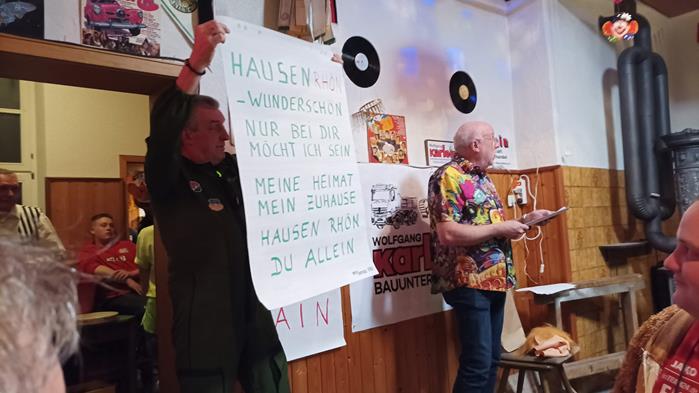 HAUSEN RHÖN
- WUNDERSCHÖN
NUR BEI DIR
MÖCHT ICH SEIN
MEINE HEIMAT
MEIN ZUHAUSE
HAUSEN RHÖN
DU ALLEIN
AIN
WOLFGANG
karl
BAUUNTER
JAKO